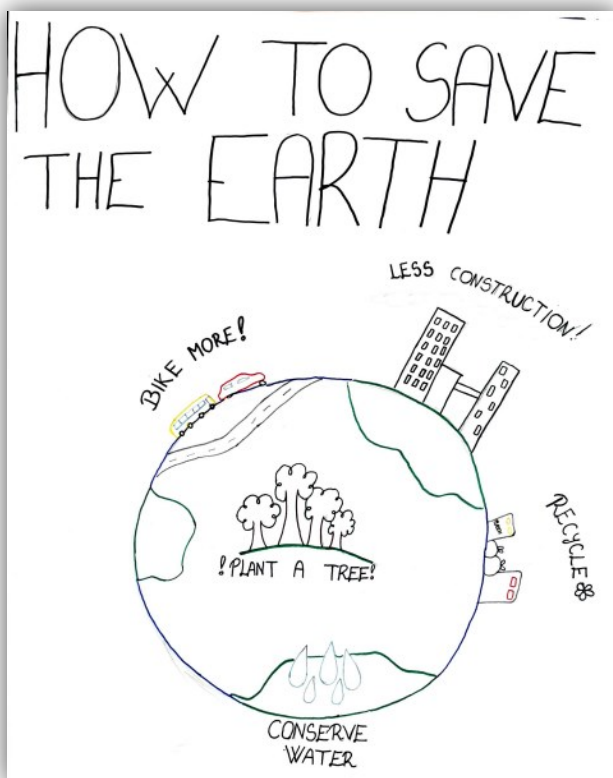 HOW TO SAVE
THE EARTH
LESS CONSTRUCTION!
BIKE MORE!
RECYCLE
!PLANT A TREE!
CONSERVE
WATER